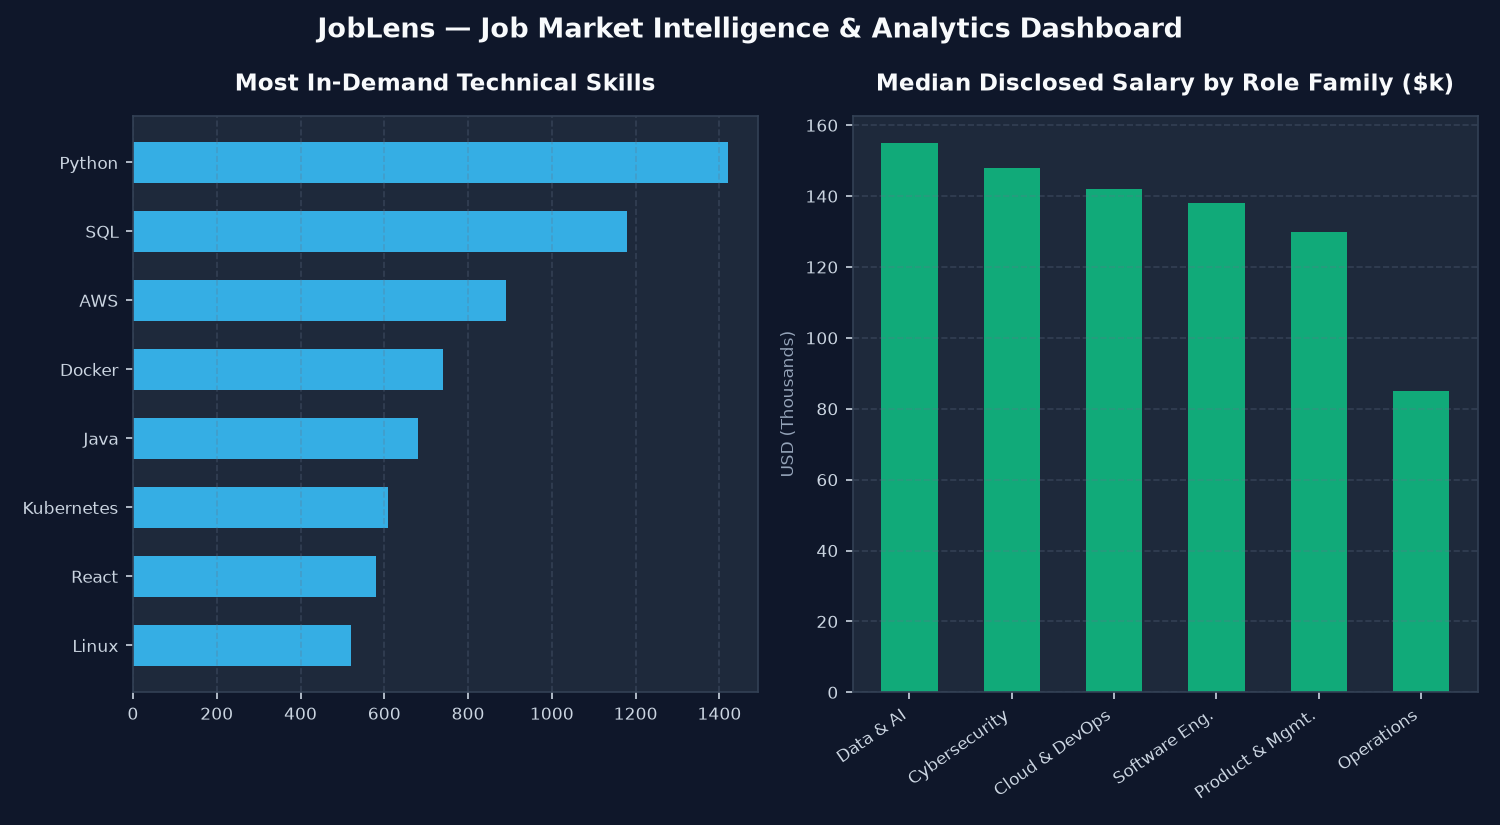 JobLens — Job Market Intelligence & Analytics Dashboard
Most In-Demand Technical Skills
Python
SQL
AWS
Docker
Java
Kubernetes
React
Linux
0 200 400 600 800 1000 1200 1400
Median Disclosed Salary by Role Family ($k)
USD (Thousands)
160
140
120
100
80
60
40
20
0
Data & AI
Cybersecurity
Cloud & DevOps
Software Eng.
Product & Mgmt.
Operations